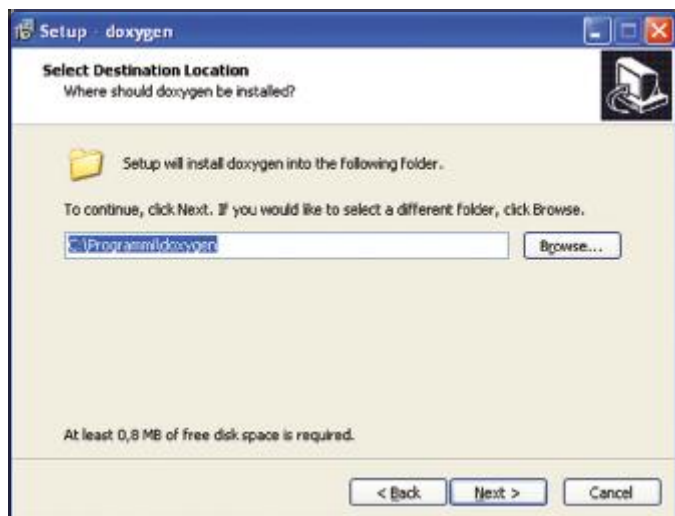 Setup - doxygen
Select Destination Location
Where should doxygen be installed?
Setup will install doxygen into the following folder.
To continue, click Next. If you would like to select a different folder, click Browse.
C:\Programmi\doxygen
Browse...
At least 0,8 MB of free disk space is required.
< Back
Next >
Cancel